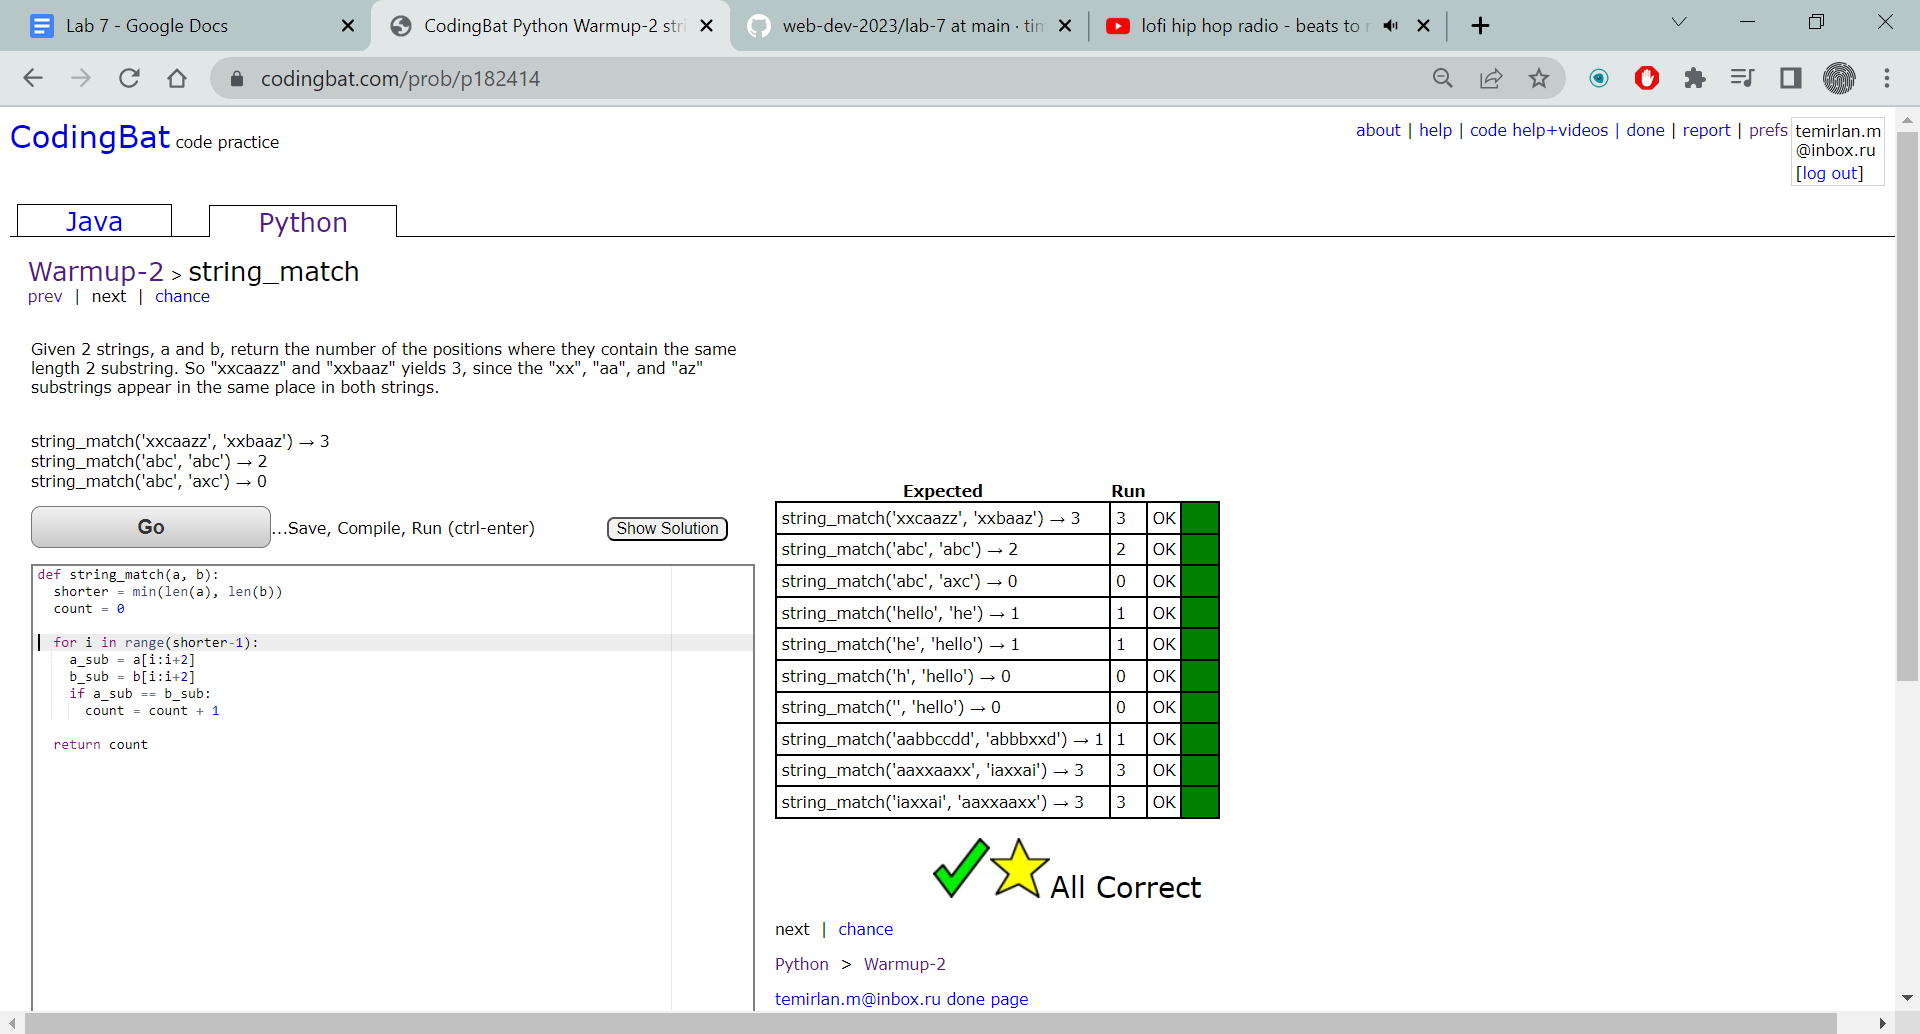 Lab 7 - Google Docs
CodingBat Python Warmup-2 stri
web-dev-2023/lab-7 at main · tim
lofi hip hop radio - beats to r
codingbat.com/prob/p182414
CodingBat code practice
about | help | code help+videos | done | report | prefs
temirlan.m
@inbox.ru
[log out]
Java
Python
Warmup-2 > string_match
prev | next | chance
Given 2 strings, a and b, return the number of the positions where they contain the same
length 2 substring. So "xxcaazz" and "xxbaaz" yields 3, since the "xx", "aa", and "az"
substrings appear in the same place in both strings.
string_match('xxcaazz', 'xxbaaz') → 3
string_match('abc', 'abc') → 2
string_match('abc', 'axc') → 0
Go ...Save, Compile, Run (ctrl-enter) Show Solution
def string_match(a, b):
  shorter = min(len(a), len(b))
  count = 0
  for i in range(shorter-1):
    a_sub = a[i:i+2]
    b_sub = b[i:i+2]
    if a_sub == b_sub:
      count = count + 1
  return count
Expected Run
string_match('xxcaazz', 'xxbaaz') → 3 3 OK
string_match('abc', 'abc') → 2 2 OK
string_match('abc', 'axc') → 0 0 OK
string_match('hello', 'he') → 1 1 OK
string_match('he', 'hello') → 1 1 OK
string_match('h', 'hello') → 0 0 OK
string_match('', 'hello') → 0 0 OK
string_match('aabbccdd', 'abbbxxd') → 1 1 OK
string_match('aaxxaaxx', 'iaxxai') → 3 3 OK
string_match('iaxxai', 'aaxxaaxx') → 3 3 OK
All Correct
next | chance
Python > Warmup-2
temirlan.m@inbox.ru done page